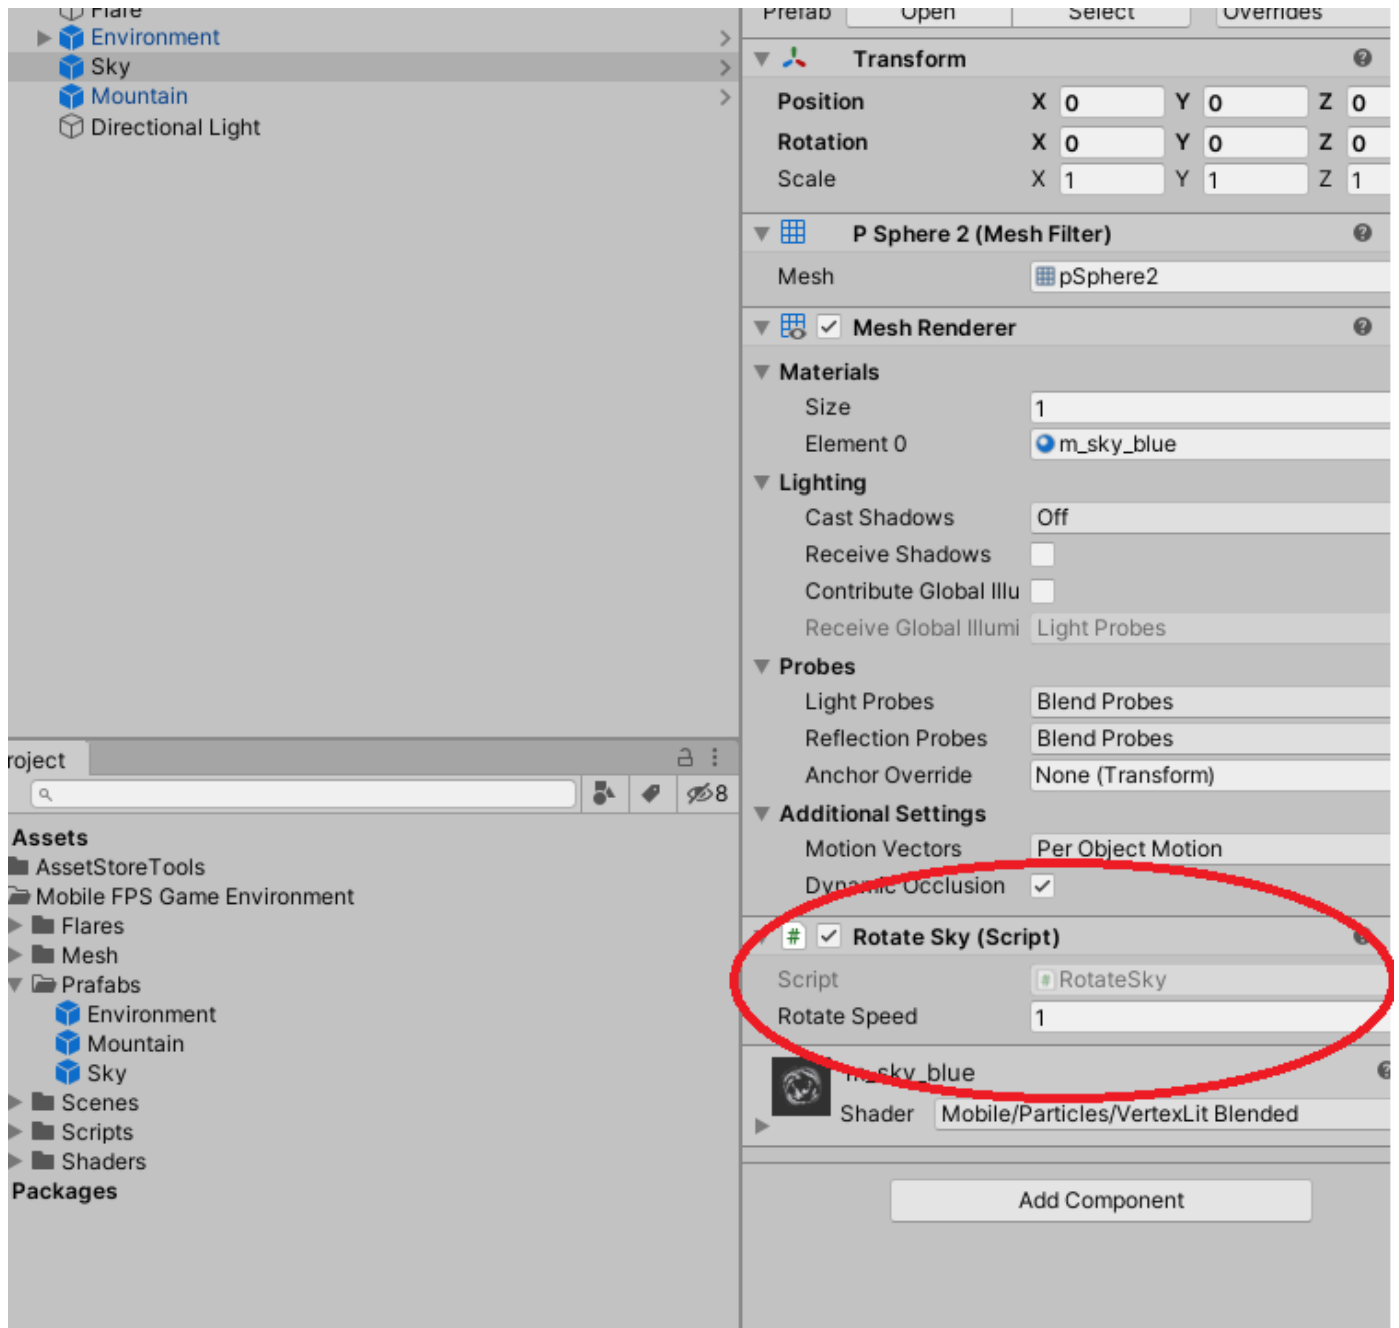 Flare
Environment
Sky
Mountain
Directional Light
Project
8
Assets
AssetStoreTools
Mobile FPS Game Environment
Flares
Mesh
Prefabs
Environment
Mountain
Sky
Scenes
Scripts
Shaders
Packages
Prefab Open Select Overrides
Transform
Position X 0 Y 0 Z 0
Rotation X 0 Y 0 Z 0
Scale X 1 Y 1 Z 1
P Sphere 2 (Mesh Filter)
Mesh pSphere2
Mesh Renderer
Materials
Size 1
Element 0 m_sky_blue
Lighting
Cast Shadows Off
Receive Shadows
Contribute Global Illu
Receive Global Illumi Light Probes
Probes
Light Probes Blend Probes
Reflection Probes Blend Probes
Anchor Override None (Transform)
Additional Settings
Motion Vectors Per Object Motion
Dynamic Occlusion
# Rotate Sky (Script)
Script # RotateSky
Rotate Speed 1
m_sky_blue
Shader Mobile/Particles/VertexLit Blended
Add Component